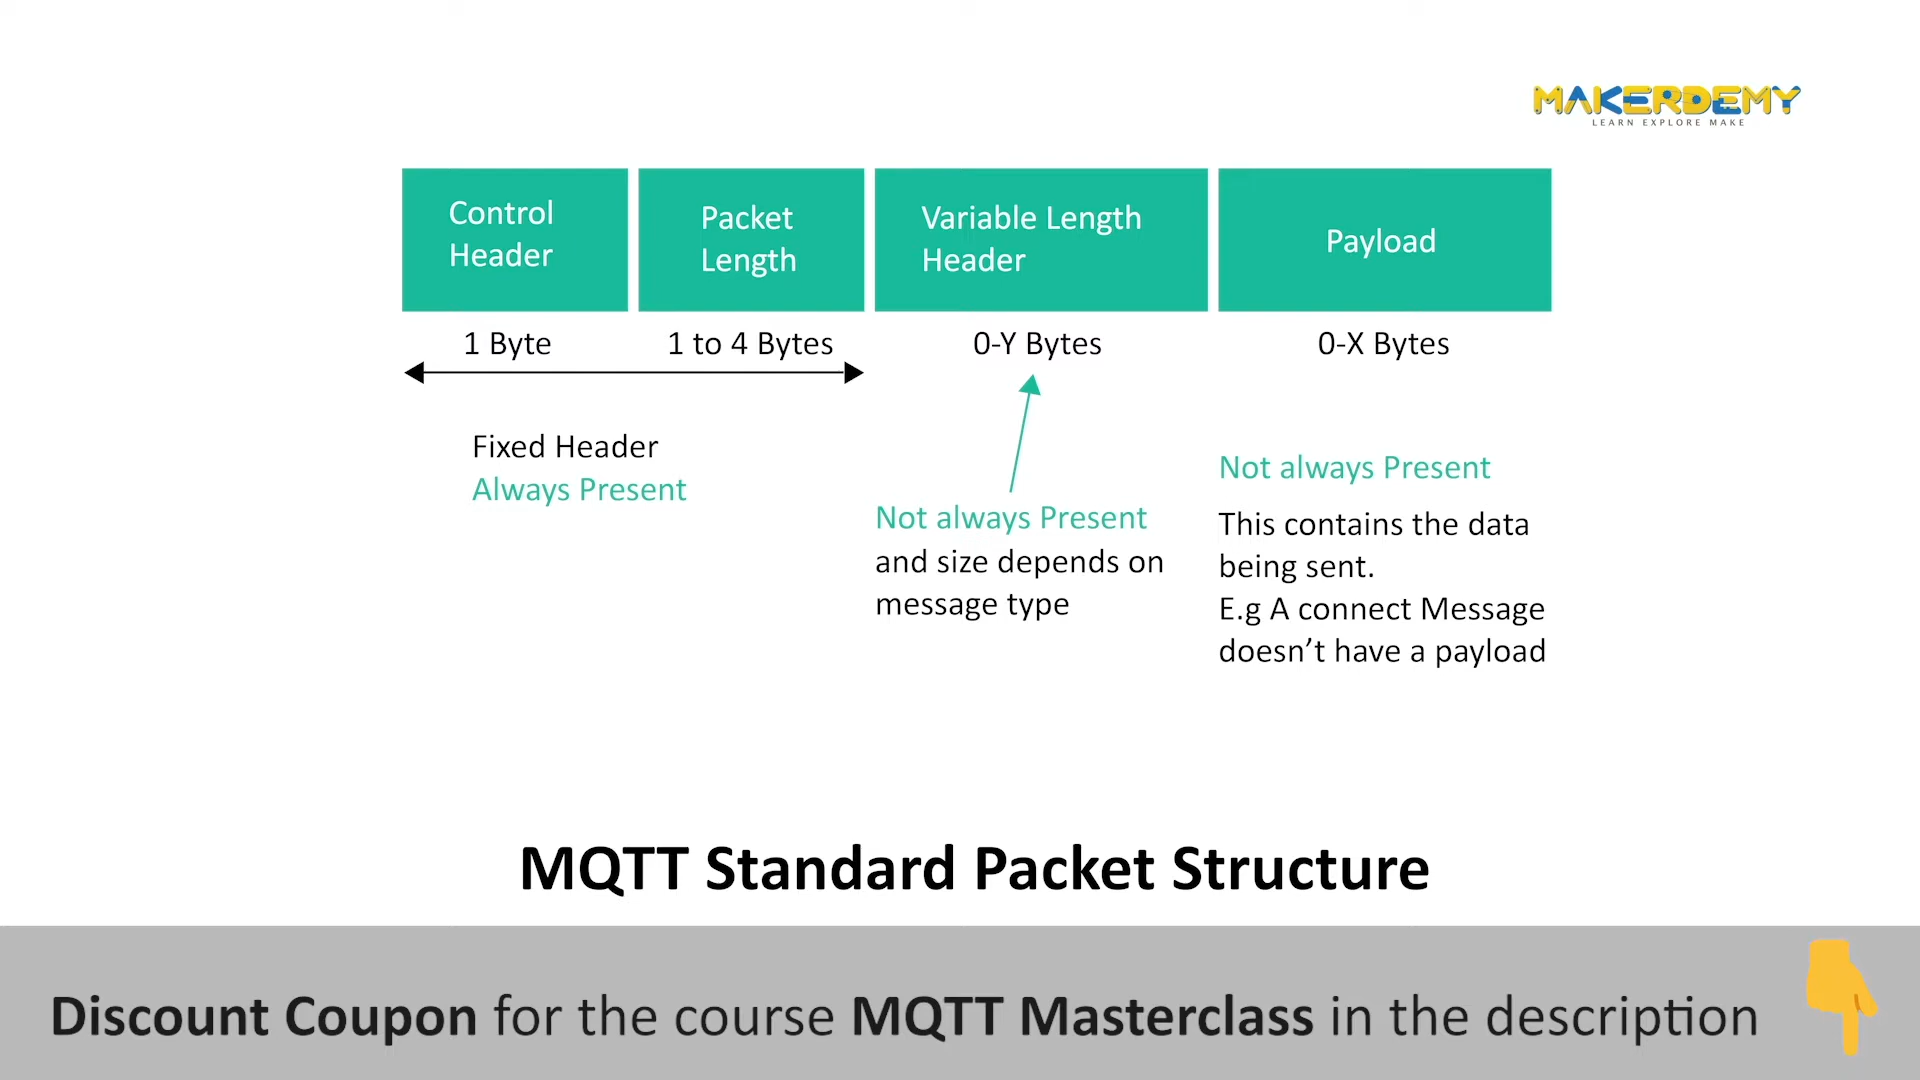 MAKERDEMY
LEARN EXPLORE MAKE
Control
Header
Packet
Length
Variable Length
Header
Payload
1 Byte
1 to 4 Bytes
0-Y Bytes
0-X Bytes
Fixed Header
Always Present
Not always Present
and size depends on
message type
Not always Present
This contains the data
being sent.
E.g A connect Message
doesn’t have a payload
MQTT Standard Packet Structure
Discount Coupon for the course MQTT Masterclass in the description